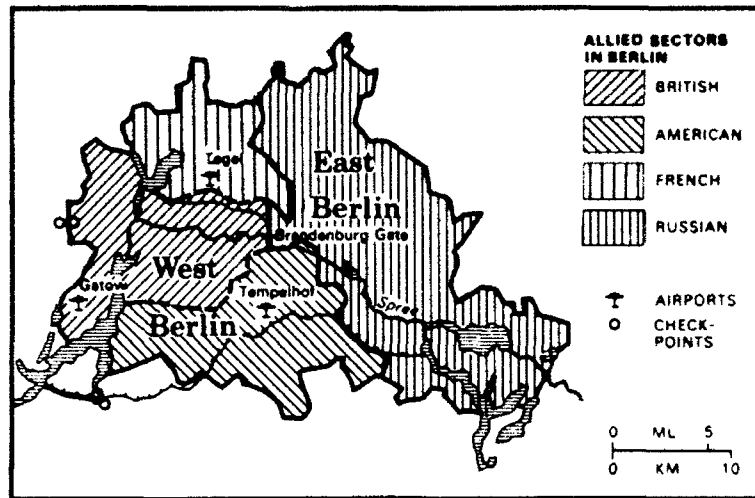 ALLIED SECTORS
IN BERLIN
BRITISH
AMERICAN
FRENCH
RUSSIAN
AIRPORTS
CHECK-
POINTS
0 ML 5
0 KM 10
Tegel
East
Berlin
Brandenburg Gate
West
Gatow
Tempelhof
Spree
Berlin